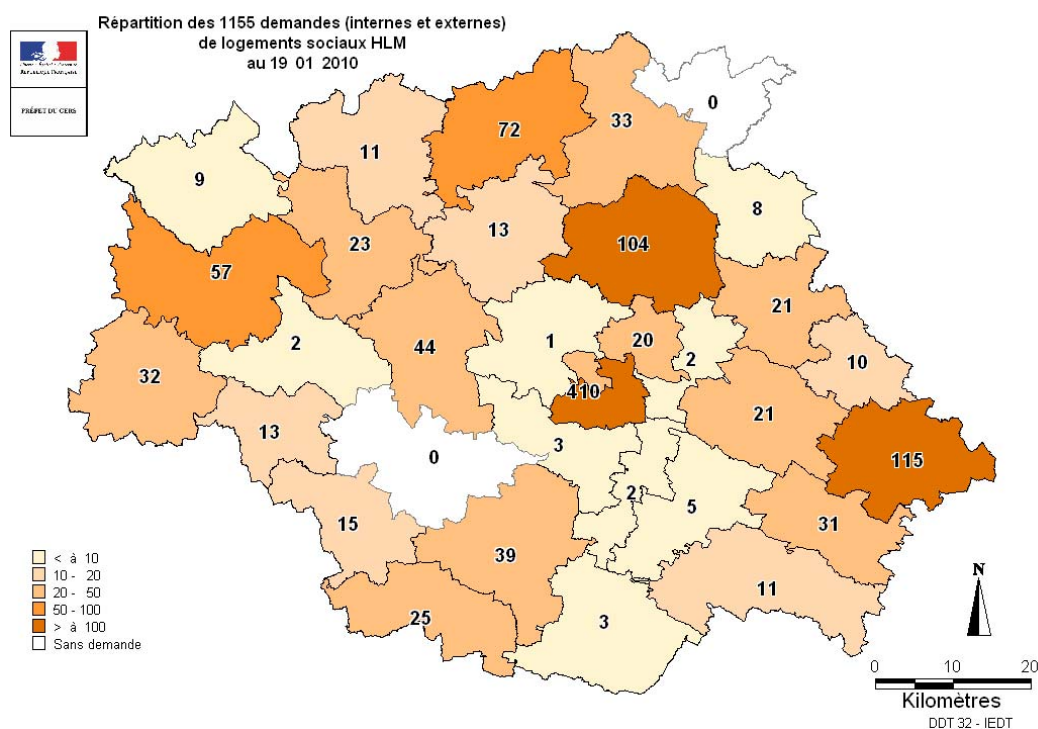 Répartition des 1155 demandes (internes et externes)
de logements sociaux HLM
au 19 01 2010
PRÉFET DU GERS
0
33
72
11
9
8
13
104
23
57
21
1
20
2
44
2
10
32
410
21
13
3
0
115
2
5
15
31
39
11
25
3
< à 10
10 - 20
20 - 50
50 - 100
> à 100
Sans demande
N
0 10 20
Kilomètres
DDT 32 - IEDT